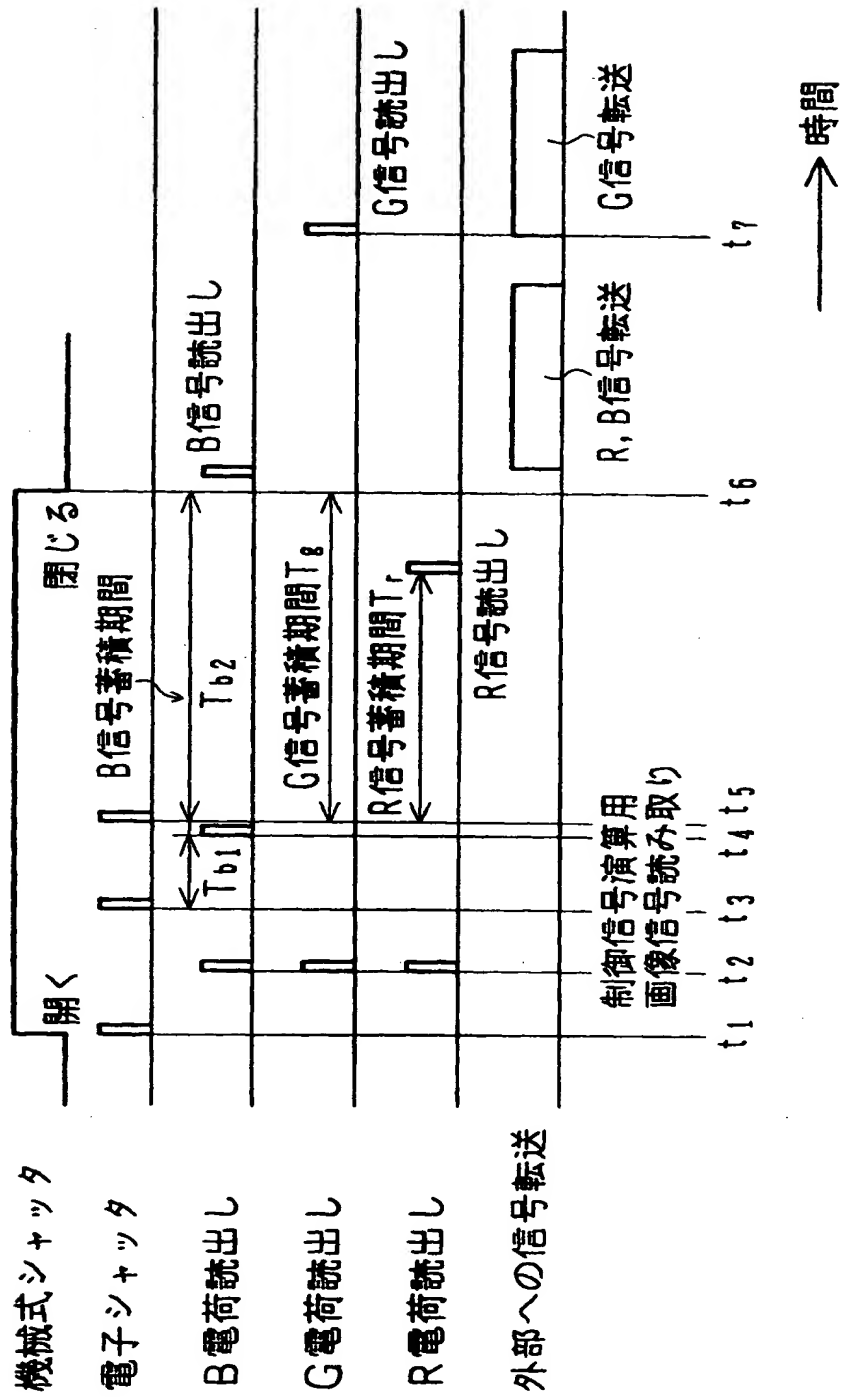 機械式シャッタ
開く
閉じる
電子シャッタ
B信号蓄積期間
B電荷読出し
Tb1
Tb2
B信号読出し
G電荷読出し
G信号蓄積期間Tg
G信号読出し
R電荷読出し
R信号蓄積期間Tr
R信号読出し
外部への信号転送
制御信号演算用
画像信号読み取り
R,B信号転送
G信号転送
t1
t2
t3
t4
t5
t6
t7
時間